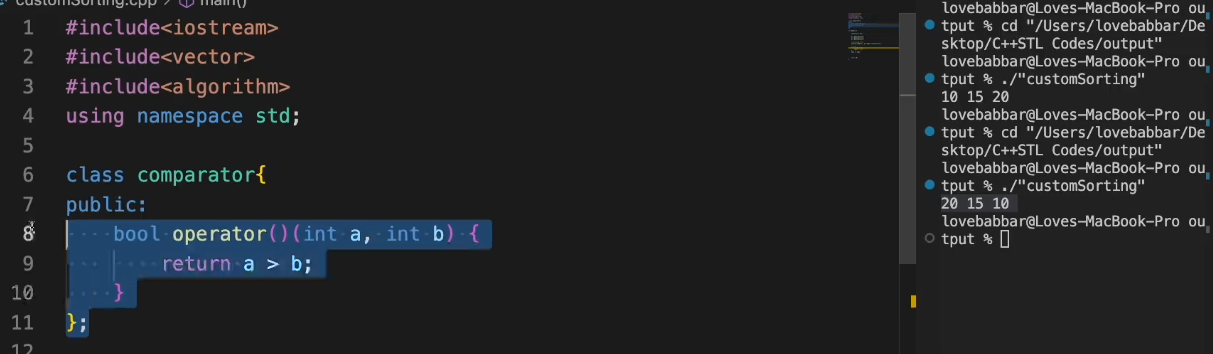 customSorting.cpp > main()
1 #include<iostream>
2 #include<vector>
3 #include<algorithm>
4 using namespace std;
5
6 class comparator{
7 public:
8 bool operator()(int a, int b) {
9 return a > b;
10 }
11 };
12
lovebabbar@Loves-MacBook-Pro ou
tput % cd "/Users/lovebabbar/De
sktop/C++STL Codes/output"
lovebabbar@Loves-MacBook-Pro ou
tput % ./"customSorting"
10 15 20
lovebabbar@Loves-MacBook-Pro ou
tput % cd "/Users/lovebabbar/De
sktop/C++STL Codes/output"
lovebabbar@Loves-MacBook-Pro ou
tput % ./"customSorting"
20 15 10
lovebabbar@Loves-MacBook-Pro ou
tput %